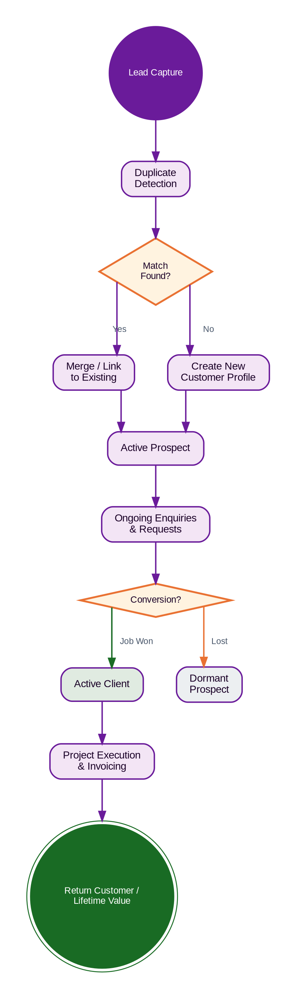 Lead Capture
Duplicate
Detection
Match
Found?
Yes
No
Merge / Link
to Existing
Create New
Customer Profile
Active Prospect
Ongoing Enquiries
& Requests
Conversion?
Job Won
Lost
Active Client
Dormant
Prospect
Project Execution
& Invoicing
Return Customer /
Lifetime Value